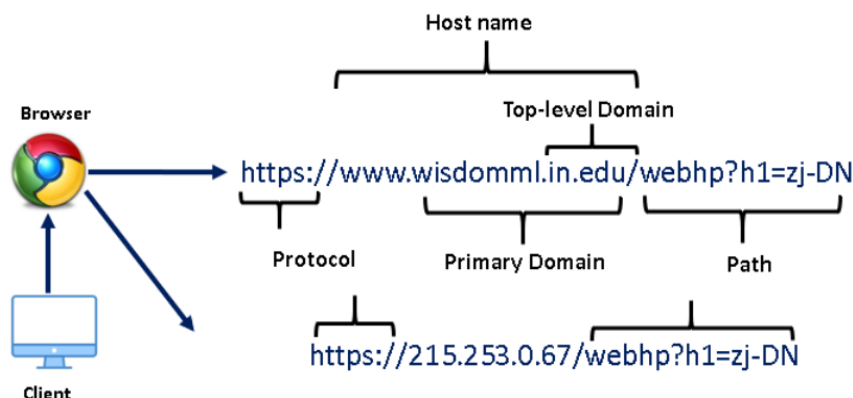 Host name
Browser
Top-level Domain
https://www.wisdomml.in.edu/webhp?h1=zj-DN
Protocol
Primary Domain
Path
https://215.253.0.67/webhp?h1=zj-DN
Client